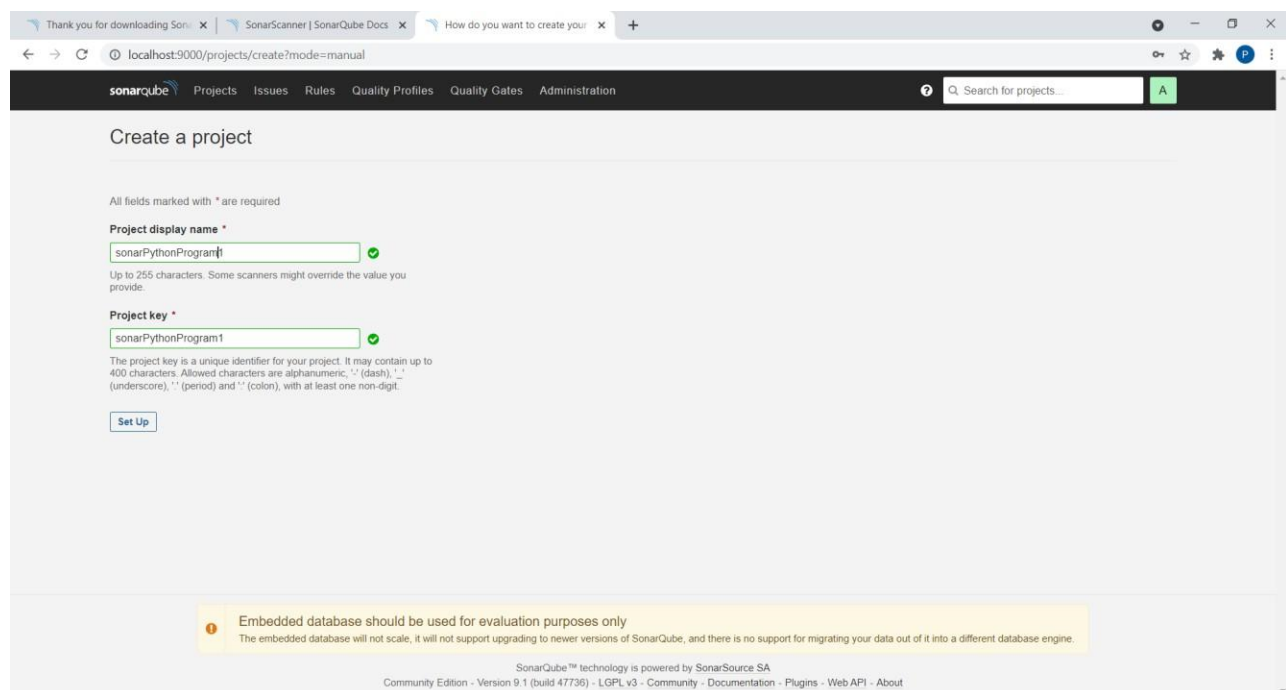 Thank you for downloading Son
SonarScanner | SonarQube Docs
How do you want to create your
localhost:9000/projects/create?mode=manual
P
sonarqube
Projects
Issues
Rules
Quality Profiles
Quality Gates
Administration
Search for projects...
A
Create a project
All fields marked with * are required
Project display name *
sonarPythonProgram1
Up to 255 characters. Some scanners might override the value you
provide.
Project key *
sonarPythonProgram1
The project key is a unique identifier for your project. It may contain up to
400 characters. Allowed characters are alphanumeric, '-' (dash), '_'
(underscore), '.' (period) and ':' (colon), with at least one non-digit.
Set Up
Embedded database should be used for evaluation purposes only
The embedded database will not scale, it will not support upgrading to newer versions of SonarQube, and there is no support for migrating your data out of it into a different database engine.
SonarQube™ technology is powered by SonarSource SA
Community Edition - Version 9.1 (build 47736) - LGPL v3 - Community - Documentation - Plugins - Web API - About